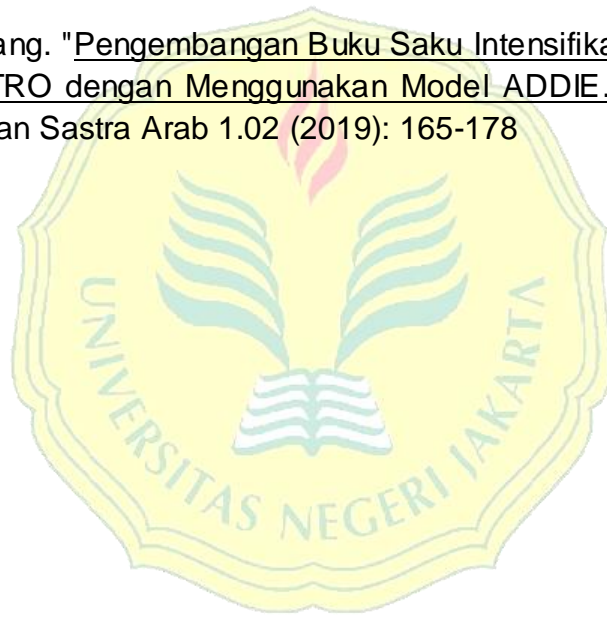 ang. "Pengembangan Buku Saku Intensifika
TRO dengan Menggunakan Model ADDIE.
an Sastra Arab 1.02 (2019): 165-178
UNIVERSITAS NEGERI JAKARTA